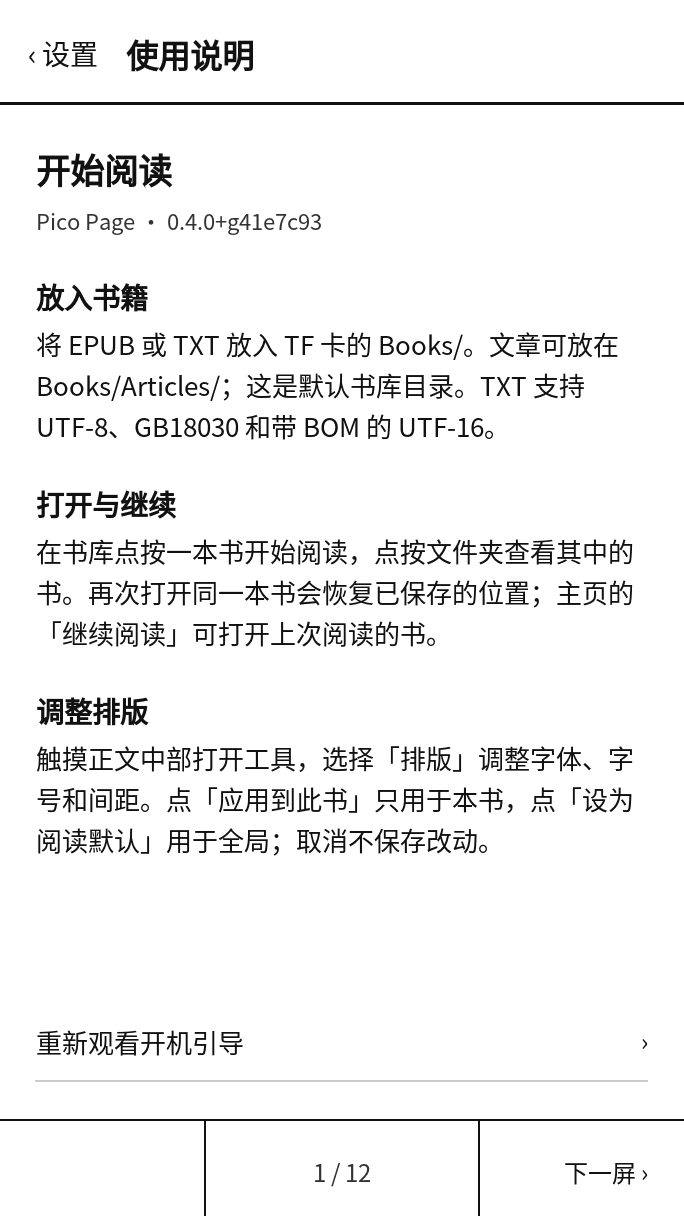 ‹ 设置 使用说明
开始阅读
Pico Page · 0.4.0+g41e7c93
放入书籍
将 EPUB 或 TXT 放入 TF 卡的 Books/。文章可放在
Books/Articles/；这是默认书库目录。TXT 支持
UTF-8、GB18030 和带 BOM 的 UTF-16。
打开与继续
在书库点按一本书开始阅读，点按文件夹查看其中的
书。再次打开同一本书会恢复已保存的位置；主页的
「继续阅读」可打开上次阅读的书。
调整排版
触摸正文中部打开工具，选择「排版」调整字体、字
号和间距。点「应用到此书」只用于本书，点「设为
阅读默认」用于全局；取消不保存改动。
重新观看开机引导 ›
1 / 12
下一屏 ›